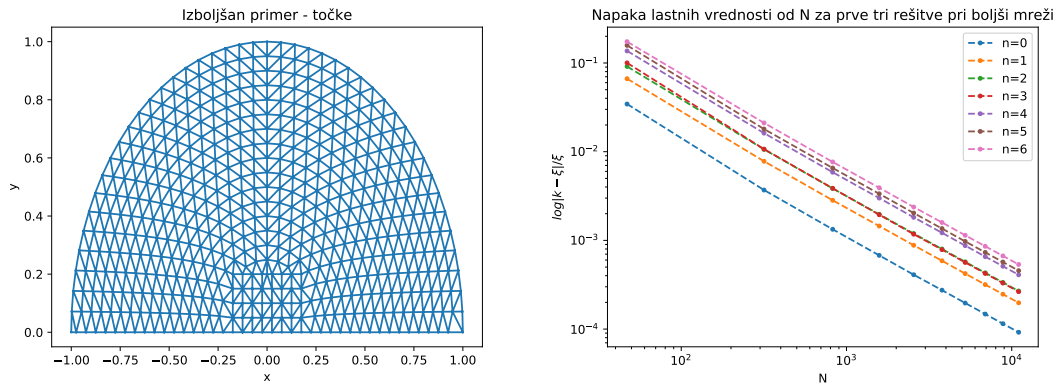 Izboljšan primer - točke
1.0
0.8
0.6
0.4
0.2
0.0
y
−1.00 −0.75 −0.50 −0.25 0.00 0.25 0.50 0.75 1.00
x
Napaka lastnih vrednosti od N za prve tri rešitve pri boljši mreži
10⁻¹
10⁻²
10⁻³
10⁻⁴
log|k − ξ|/ξ
10² 10³ 10⁴
N
n=0
n=1
n=2
n=3
n=4
n=5
n=6